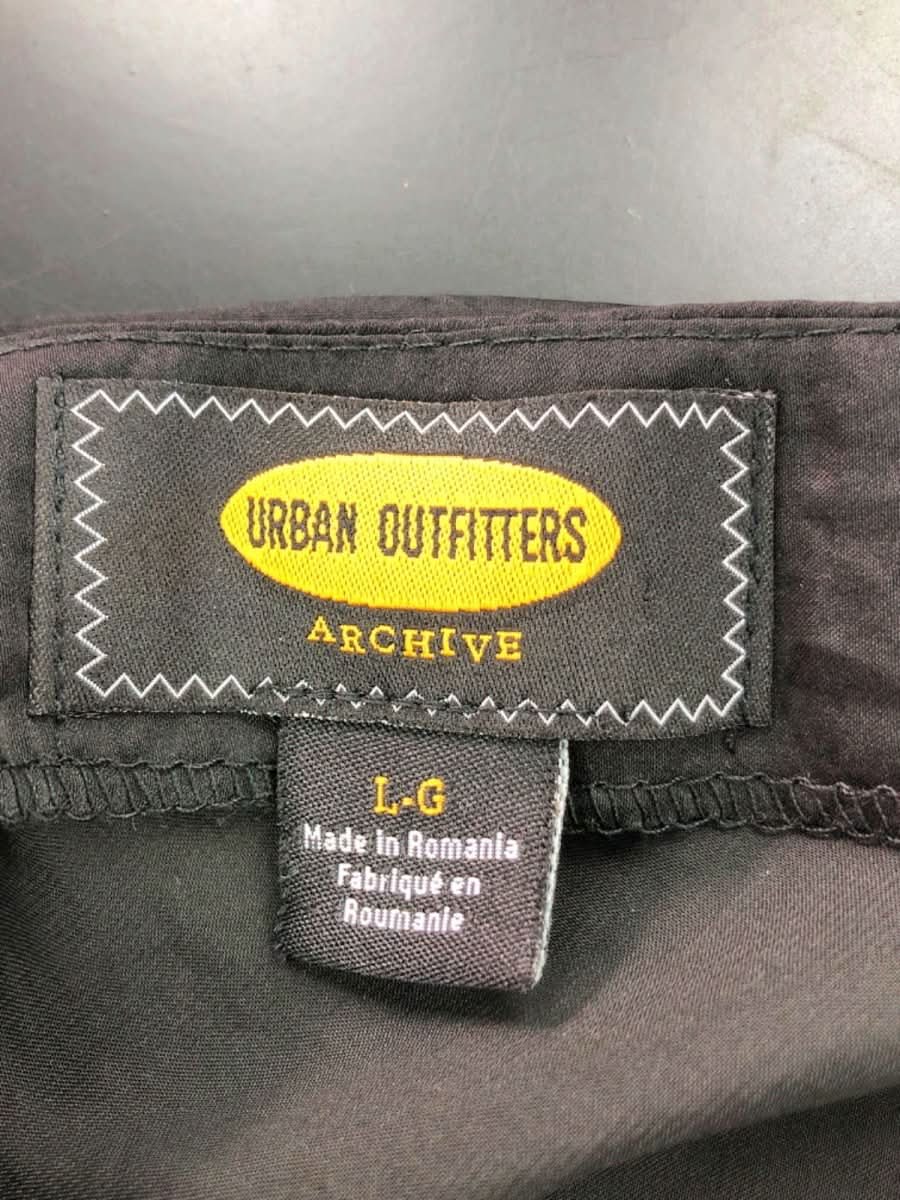 URBAN OUTFITTERS
ARCHIVE
L-G
Made in Romania
Fabriqué en
Roumanie